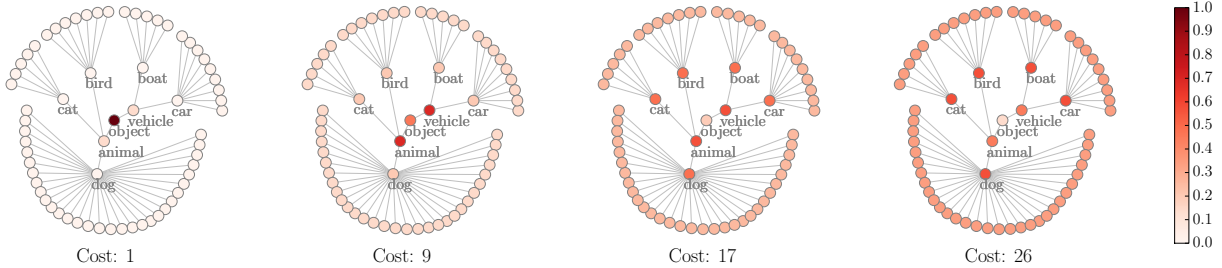 bird
boat
cat
car
vehicle
object
animal
dog
Cost: 1
bird
boat
cat
car
vehicle
object
animal
dog
Cost: 9
bird
boat
cat
car
vehicle
object
animal
dog
Cost: 17
bird
boat
cat
car
vehicle
object
animal
dog
Cost: 26
1.0
0.9
0.8
0.7
0.6
0.5
0.4
0.3
0.2
0.1
0.0